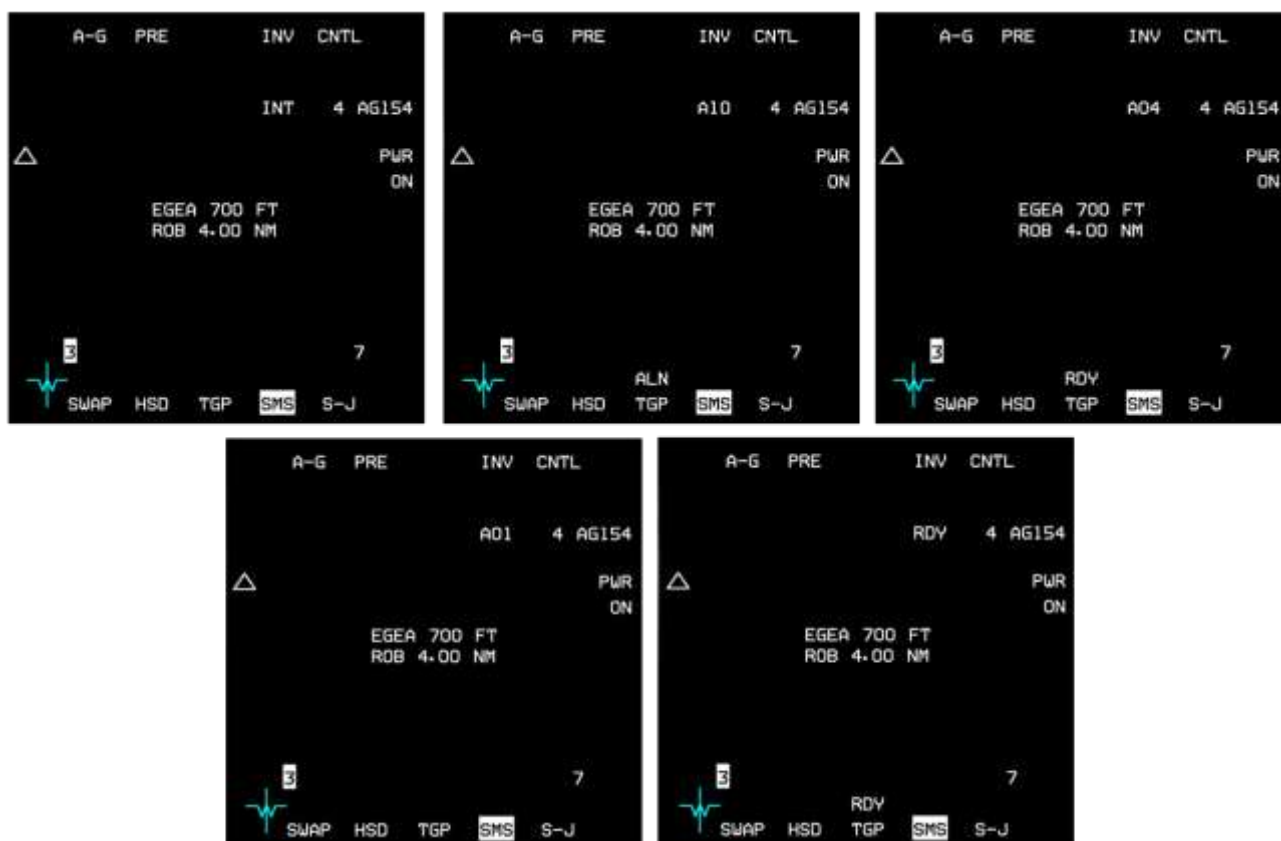 A-G PRE INV CNTL
INT 4 AG154
PWR
ON
EGEA 700 FT
ROB 4.00 NM
3 7
SWAP HSD TGP SMS S-J
A-G PRE INV CNTL
A10 4 AG154
PWR
ON
EGEA 700 FT
ROB 4.00 NM
3 7
ALN
SWAP HSD TGP SMS S-J
A-G PRE INV CNTL
A04 4 AG154
PWR
ON
EGEA 700 FT
ROB 4.00 NM
3 7
RDY
SWAP HSD TGP SMS S-J
A-G PRE INV CNTL
A01 4 AG154
PWR
ON
EGEA 700 FT
ROB 4.00 NM
3 7
SWAP HSD TGP SMS S-J
A-G PRE INV CNTL
RDY 4 AG154
PWR
ON
EGEA 700 FT
ROB 4.00 NM
3 7
RDY
SWAP HSD TGP SMS S-J